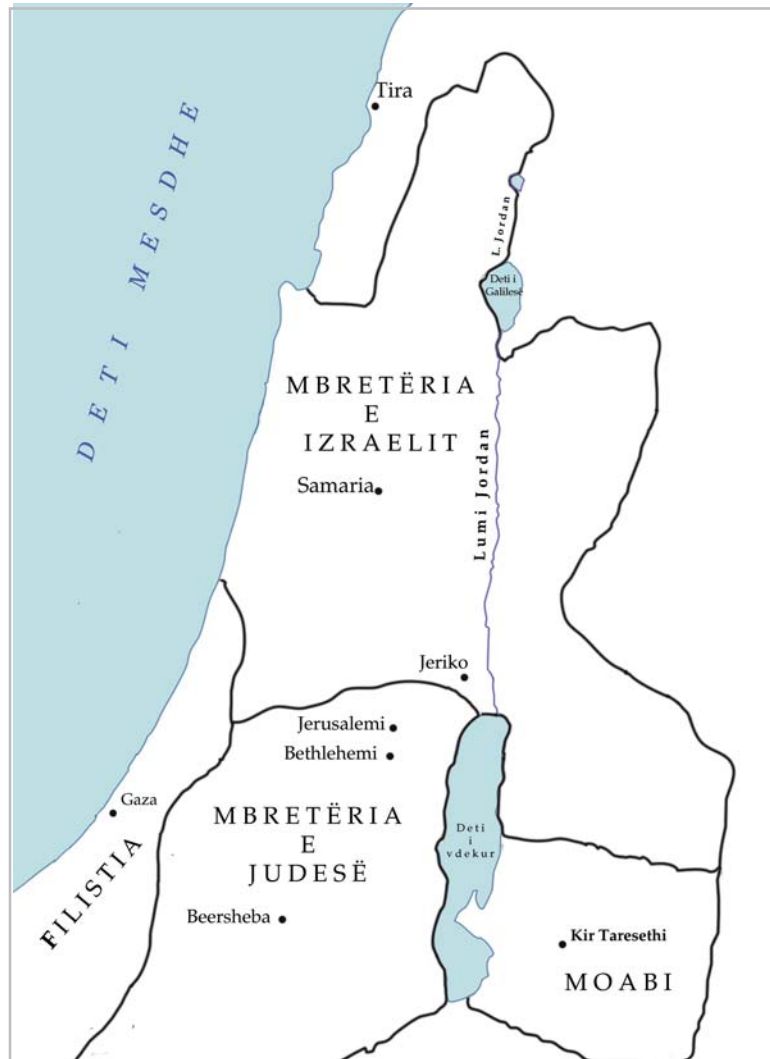 Tira
DETI MESDHE
L. Jordan
Deti i
Galilesë
MBRETËRIA
E
IZRAELIT
Samaria
Lumi Jordan
Jeriko
Jerusalemi
Bethlehemi
Gaza
FILISTIA
MBRETËRIA
E
JUDESË
Deti
i
vdekur
Beersheba
Kir Taresethi
MOABI